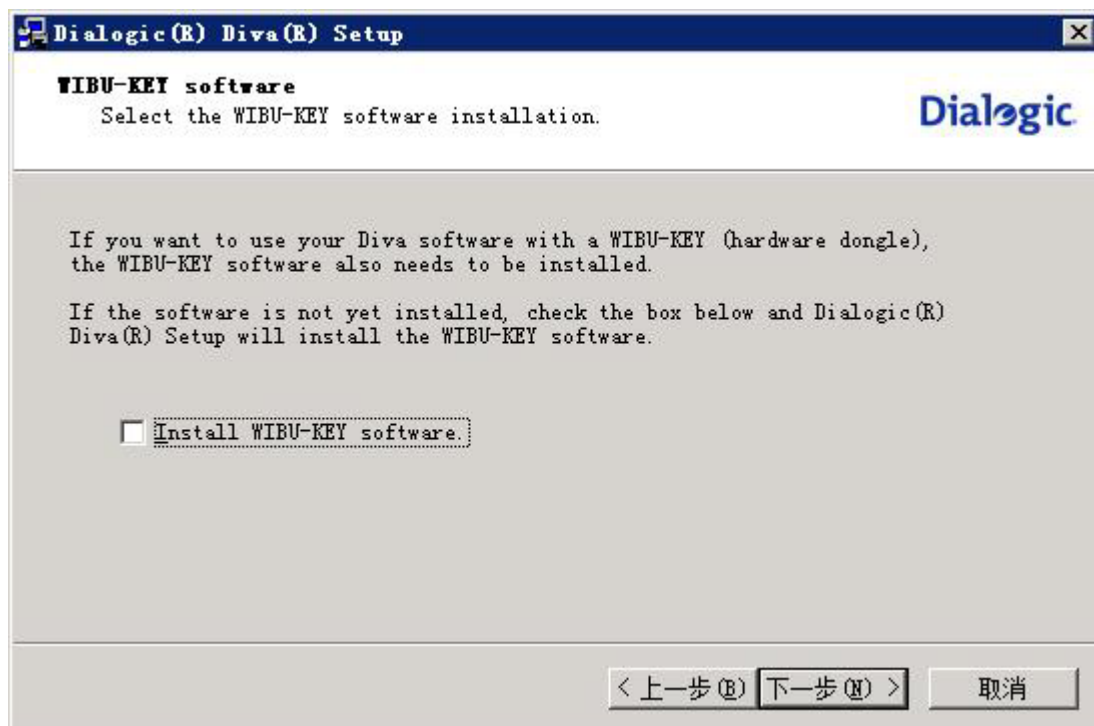 Dialogic(R) Diva(R) Setup
WIBU-KEY software
Select the WIBU-KEY software installation.
Dialogic
If you want to use your Diva software with a WIBU-KEY (hardware dongle),
the WIBU-KEY software also needs to be installed.
If the software is not yet installed, check the box below and Dialogic(R)
Diva(R) Setup will install the WIBU-KEY software.
Install WIBU-KEY software.
< 上一步(B) 下一步(N) > 取消